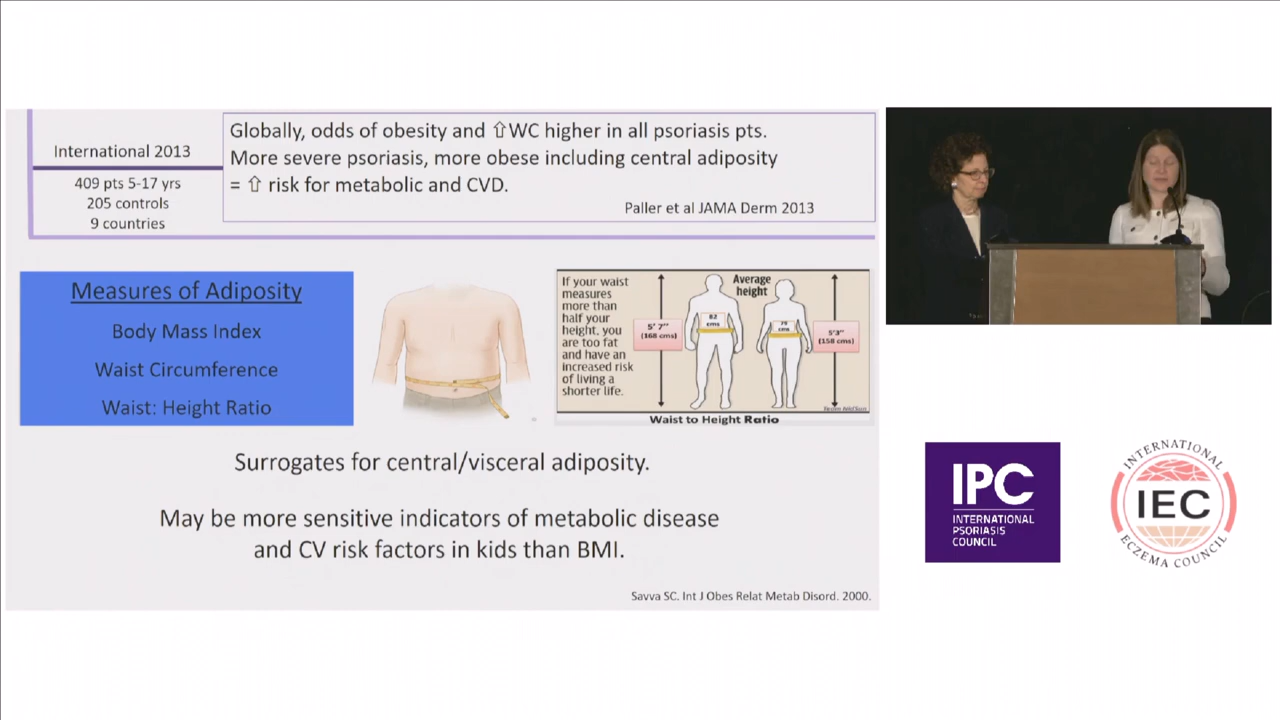 International 2013
409 pts 5-17 yrs
205 controls
9 countries
Globally, odds of obesity and ⇧WC higher in all psoriasis pts.
More severe psoriasis, more obese including central adiposity
= ⇧ risk for metabolic and CVD.
Paller et al JAMA Derm 2013
Measures of Adiposity
Body Mass Index
Waist Circumference
Waist: Height Ratio
If your waist
measures
more than
half your
height, you
are too fat
and have an
increased risk
of living a
shorter life.
Average
height
5' 7"
(168 cms)
82
cms
79
cms
5'3"
(158 cms)
Waist to Height Ratio
Surrogates for central/visceral adiposity.
May be more sensitive indicators of metabolic disease
and CV risk factors in kids than BMI.
Savva SC. Int J Obes Relat Metab Disord. 2000.
IPC
INTERNATIONAL
PSORIASIS
COUNCIL
INTERNATIONAL
IEC
ECZEMA COUNCIL